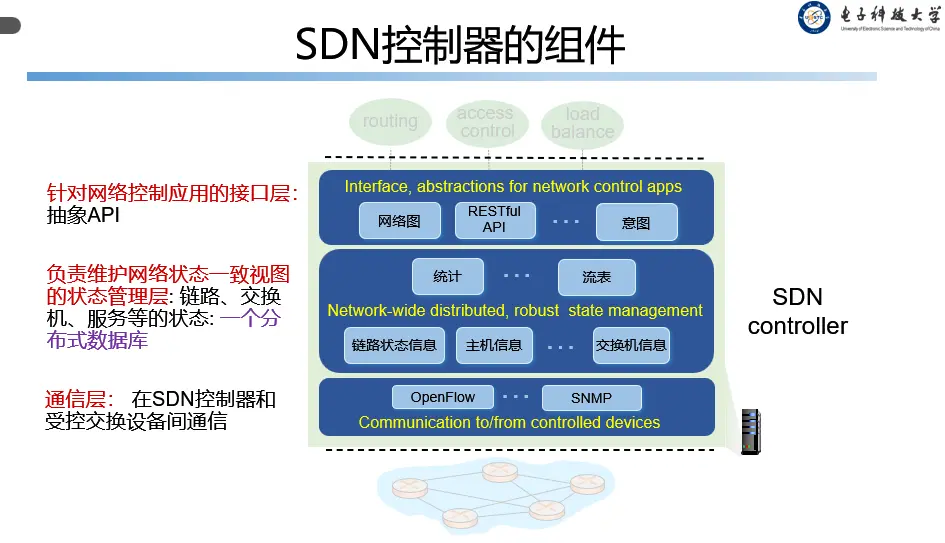 电子科技大学
University of Electronic Science and Technology of China
SDN控制器的组件
routing
access
control
load
balance
针对网络控制应用的接口层:
抽象API
Interface, abstractions for network control apps
网络图
RESTful
API
···
意图
负责维护网络状态一致视图
的状态管理层: 链路、交换
机、服务等的状态: 一个分
布式数据库
统计
···
流表
Network-wide distributed, robust state management
链路状态信息
主机信息
···
交换机信息
SDN
controller
通信层: 在SDN控制器和
受控交换设备间通信
OpenFlow
···
SNMP
Communication to/from controlled devices